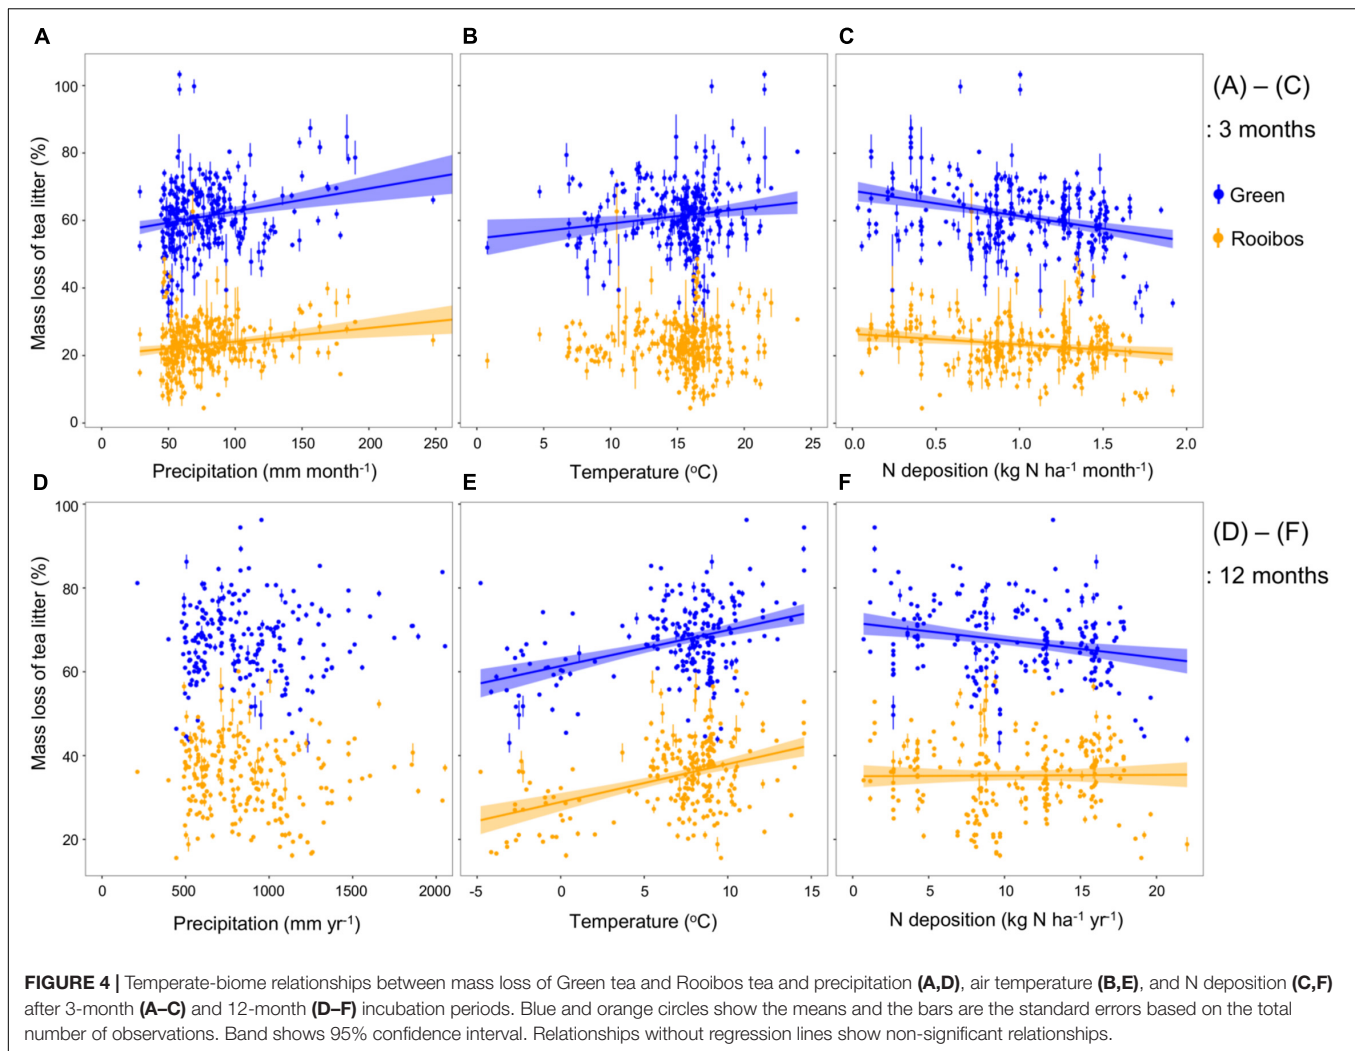 A
B
C
Mass loss of tea litter (%)
100
80
60
40
20
0
0 50 100 150 200 250
Precipitation (mm month-1)
0 5 10 15 20 25
Temperature (oC)
0.0 0.5 1.0 1.5 2.0
N deposition (kg N ha-1 month-1)
(A) – (C)
: 3 months
Green
Rooibos
D
E
F
Mass loss of tea litter (%)
100
80
60
40
20
0 500 1000 1500 2000
Precipitation (mm yr-1)
-5 0 5 10 15
Temperature (oC)
0 5 10 15 20
N deposition (kg N ha-1 yr-1)
(D) – (F)
: 12 months
FIGURE 4 | Temperate-biome relationships between mass loss of Green tea and Rooibos tea and precipitation (A,D), air temperature (B,E), and N deposition (C,F)
after 3-month (A–C) and 12-month (D–F) incubation periods. Blue and orange circles show the means and the bars are the standard errors based on the total
number of observations. Band shows 95% confidence interval. Relationships without regression lines show non-significant relationships.